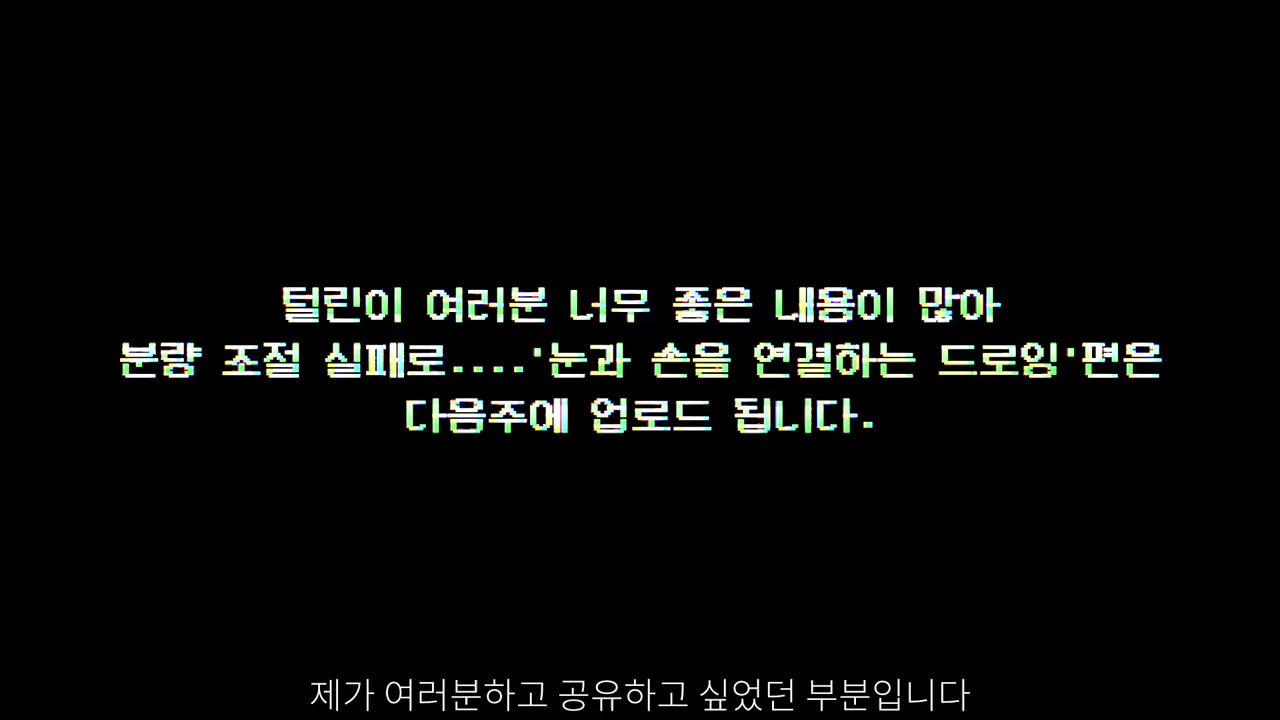 털린이 여러분 너무 좋은 내용이 많아
분량 조절 실패로....'눈과 손을 연결하는 드로잉'편은
다음주에 업로드 됩니다.
제가 여러분하고 공유하고 싶었던 부분입니다